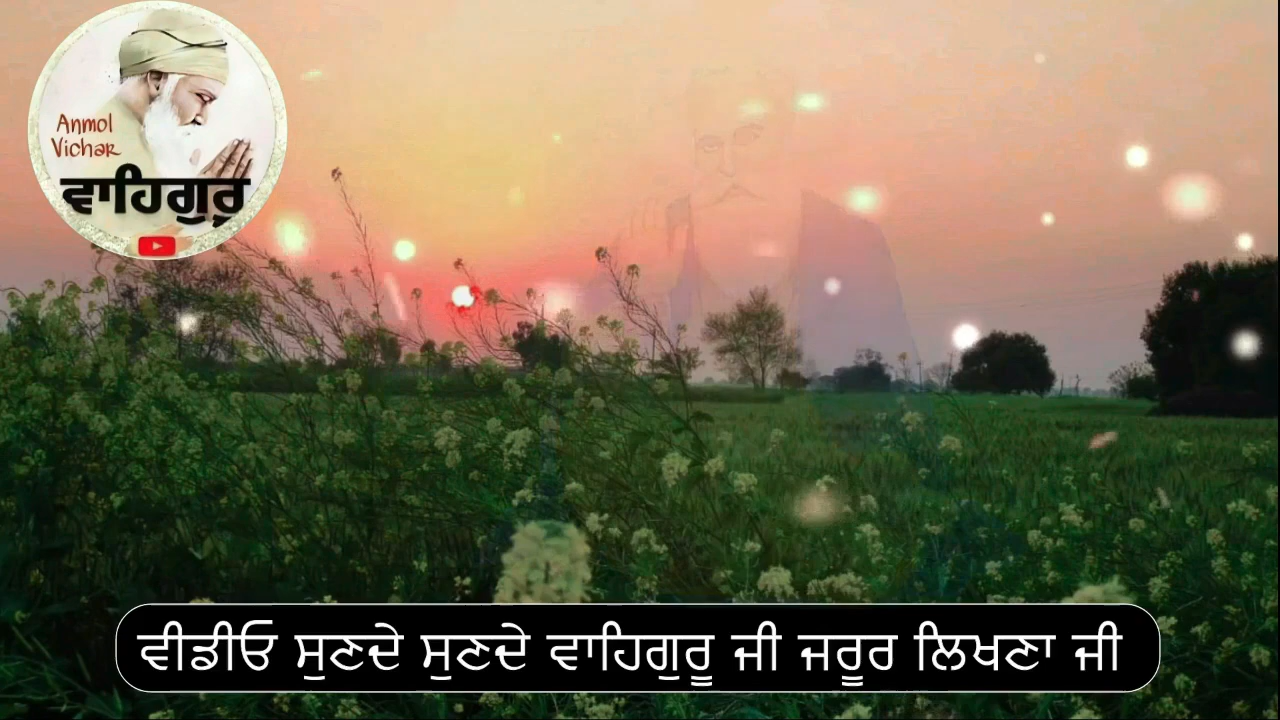 Anmol
Vichar
ਵਾਹਿਗੁਰੂ
ਵੀਡੀਓ ਸੁਣਦੇ ਸੁਣਦੇ ਵਾਹਿਗੁਰੂ ਜੀ ਜਰੂਰ ਲਿਖਣਾ ਜੀ